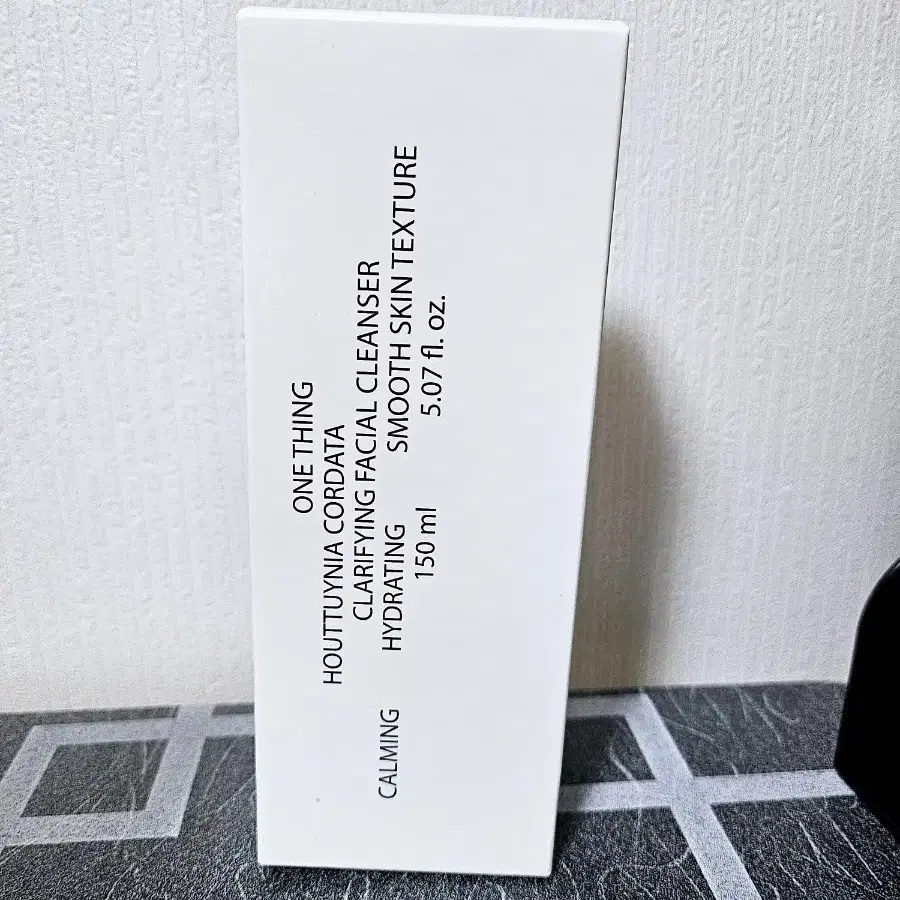 ONE THING
HOUTTUYNIA CORDATA
CLARIFYING FACIAL CLEANSER
CALMING HYDRATING SMOOTH SKIN TEXTURE
150 ml 5.07 fl. oz.